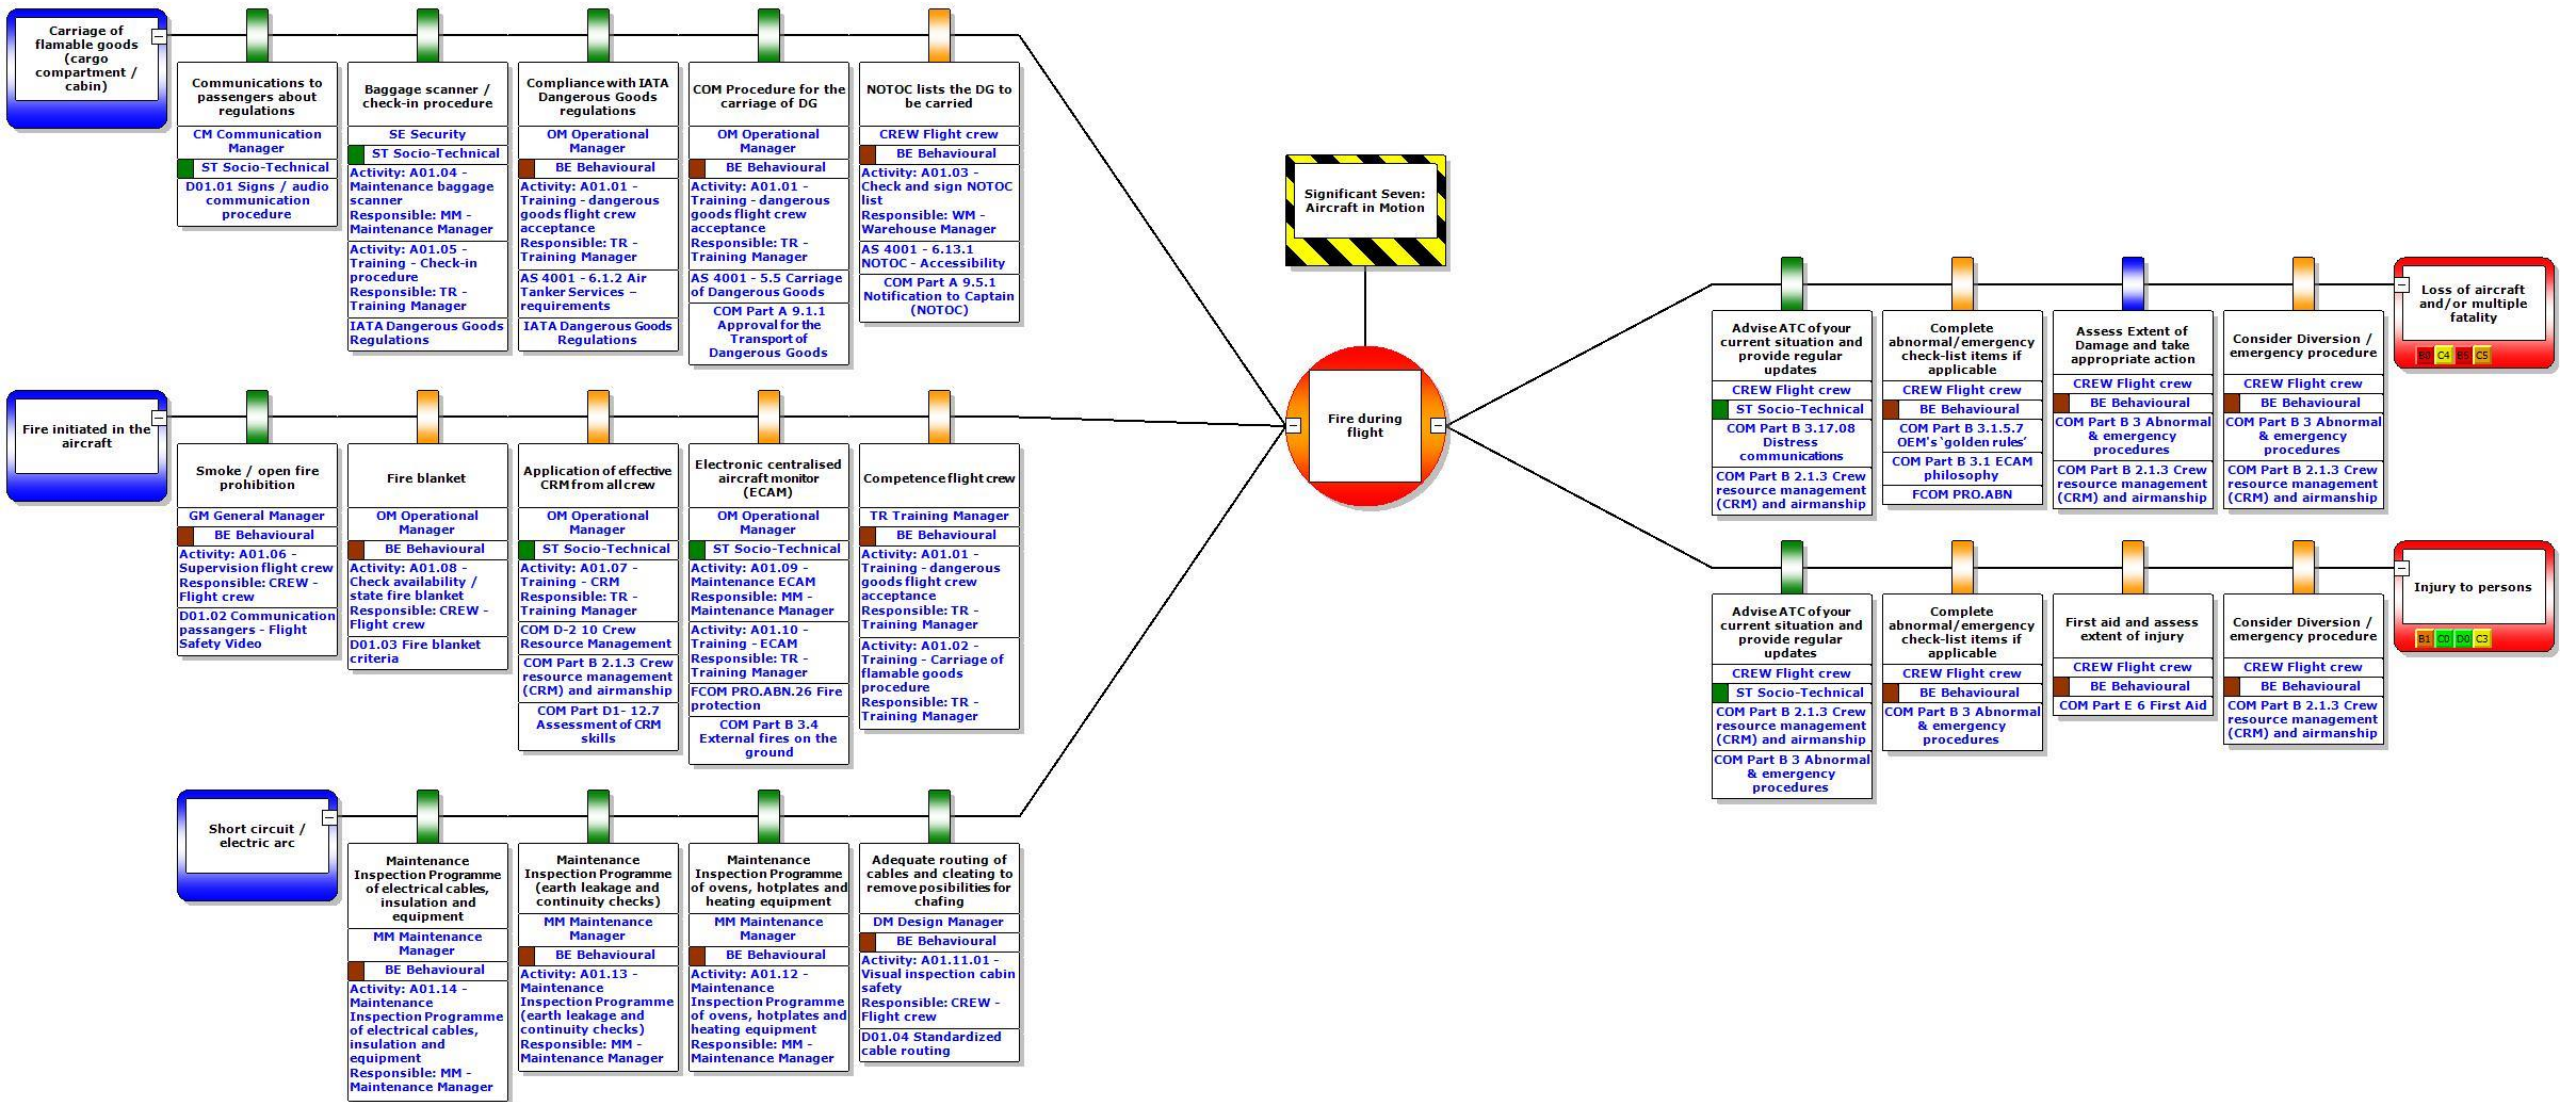 Carriage of
flamable goods
(cargo
compartment /
cabin)
Communications to
passengers about
regulations
CM Communication
Manager
ST Socio-Technical
D01.01 Signs / audio
communication
procedure
Baggage scanner /
check-in procedure
SE Security
ST Socio-Technical
Activity: A01.04 -
Maintenance baggage
scanner
Responsible: MM -
Maintenance Manager
Activity: A01.05 -
Training - Check-in
procedure
Responsible: TR -
Training Manager
IATA Dangerous Goods
Regulations
Compliance with IATA
Dangerous Goods
regulations
OM Operational
Manager
BE Behavioural
Activity: A01.01 -
Training - dangerous
goods flight crew
acceptance
Responsible: TR -
Training Manager
AS 4001 - 6.1.2 Air
Tanker Services –
requirements
IATA Dangerous Goods
Regulations
COM Procedure for the
carriage of DG
OM Operational
Manager
BE Behavioural
Activity: A01.01 -
Training - dangerous
goods flight crew
acceptance
Responsible: TR -
Training Manager
AS 4001 - 5.5 Carriage
of Dangerous Goods
COM Part A 9.1.1
Approval for the
Transport of
Dangerous Goods
NOTOC lists the DG to
be carried
CREW Flight crew
BE Behavioural
Activity: A01.03 -
Check and sign NOTOC
list
Responsible: WM -
Warehouse Manager
AS 4001 - 6.13.1
NOTOC - Accessibility
COM Part A 9.5.1
Notification to Captain
(NOTOC)
Fire initiated in the
aircraft
Smoke / open fire
prohibition
GM General Manager
BE Behavioural
Activity: A01.06 -
Supervision flight crew
Responsible: CREW -
Flight crew
D01.02 Communication
passangers - Flight
Safety Video
Fire blanket
OM Operational
Manager
BE Behavioural
Activity: A01.08 -
Check availability /
state fire blanket
Responsible: CREW -
Flight crew
D01.03 Fire blanket
criteria
Application of effective
CRM from all crew
OM Operational
Manager
ST Socio-Technical
Activity: A01.07 -
Training - CRM
Responsible: TR -
Training Manager
COM D-2 10 Crew
Resource Management
COM Part B 2.1.3 Crew
resource management
(CRM) and airmanship
COM Part D1- 12.7
Assessment of CRM
skills
Electronic centralised
aircraft monitor
(ECAM)
OM Operational
Manager
ST Socio-Technical
Activity: A01.09 -
Maintenance ECAM
Responsible: MM -
Maintenance Manager
Activity: A01.10 -
Training - ECAM
Responsible: TR -
Training Manager
FCOM PRO.ABN.26 Fire
protection
COM Part B 3.4
External fires on the
ground
Competence flight crew
TR Training Manager
BE Behavioural
Activity: A01.01 -
Training - dangerous
goods flight crew
acceptance
Responsible: TR -
Training Manager
Activity: A01.02 -
Training - Carriage of
flamable goods
procedure
Responsible: TR -
Training Manager
Short circuit /
electric arc
Maintenance
Inspection Programme
of electrical cables,
insulation and
equipment
MM Maintenance
Manager
BE Behavioural
Activity: A01.14 -
Maintenance
Inspection Programme
of electrical cables,
insulation and
equipment
Responsible: MM -
Maintenance Manager
Maintenance
Inspection Programme
(earth leakage and
continuity checks)
MM Maintenance
Manager
BE Behavioural
Activity: A01.13 -
Maintenance
Inspection Programme
(earth leakage and
continuity checks)
Responsible: MM -
Maintenance Manager
Maintenance
Inspection Programme
of ovens, hotplates and
heating equipment
MM Maintenance
Manager
BE Behavioural
Activity: A01.12 -
Maintenance
Inspection Programme
of ovens, hotplates and
heating equipment
Responsible: MM -
Maintenance Manager
Adequate routing of
cables and cleating to
remove posibilities for
chafing
DM Design Manager
BE Behavioural
Activity: A01.11.01 -
Visual inspection cabin
safety
Responsible: CREW -
Flight crew
D01.04 Standardized
cable routing
Significant Seven:
Aircraft in Motion
Fire during
flight
Advise ATC of your
current situation and
provide regular
updates
CREW Flight crew
ST Socio-Technical
COM Part B 3.17.08
Distress
communications
COM Part B 2.1.3 Crew
resource management
(CRM) and airmanship
Complete
abnormal/emergency
check-list items if
applicable
CREW Flight crew
BE Behavioural
COM Part B 3.1.5.7
OEM's ‘golden rules’
COM Part B 3.1 ECAM
philosophy
FCOM PRO.ABN
Assess Extent of
Damage and take
appropriate action
CREW Flight crew
BE Behavioural
COM Part B 3 Abnormal
& emergency
procedures
COM Part B 2.1.3 Crew
resource management
(CRM) and airmanship
Consider Diversion /
emergency procedure
CREW Flight crew
BE Behavioural
COM Part B 3 Abnormal
& emergency
procedures
COM Part B 2.1.3 Crew
resource management
(CRM) and airmanship
Loss of aircraft
and/or multiple
fatality
B0 C4 B5 C5
Advise ATC of your
current situation and
provide regular
updates
CREW Flight crew
ST Socio-Technical
COM Part B 2.1.3 Crew
resource management
(CRM) and airmanship
COM Part B 3 Abnormal
& emergency
procedures
Complete
abnormal/emergency
check-list items if
applicable
CREW Flight crew
BE Behavioural
COM Part B 3 Abnormal
& emergency
procedures
First aid and assess
extent of injury
CREW Flight crew
BE Behavioural
COM Part E 6 First Aid
Consider Diversion /
emergency procedure
CREW Flight crew
BE Behavioural
COM Part B 2.1.3 Crew
resource management
(CRM) and airmanship
Injury to persons
B1 C0 D0 C3